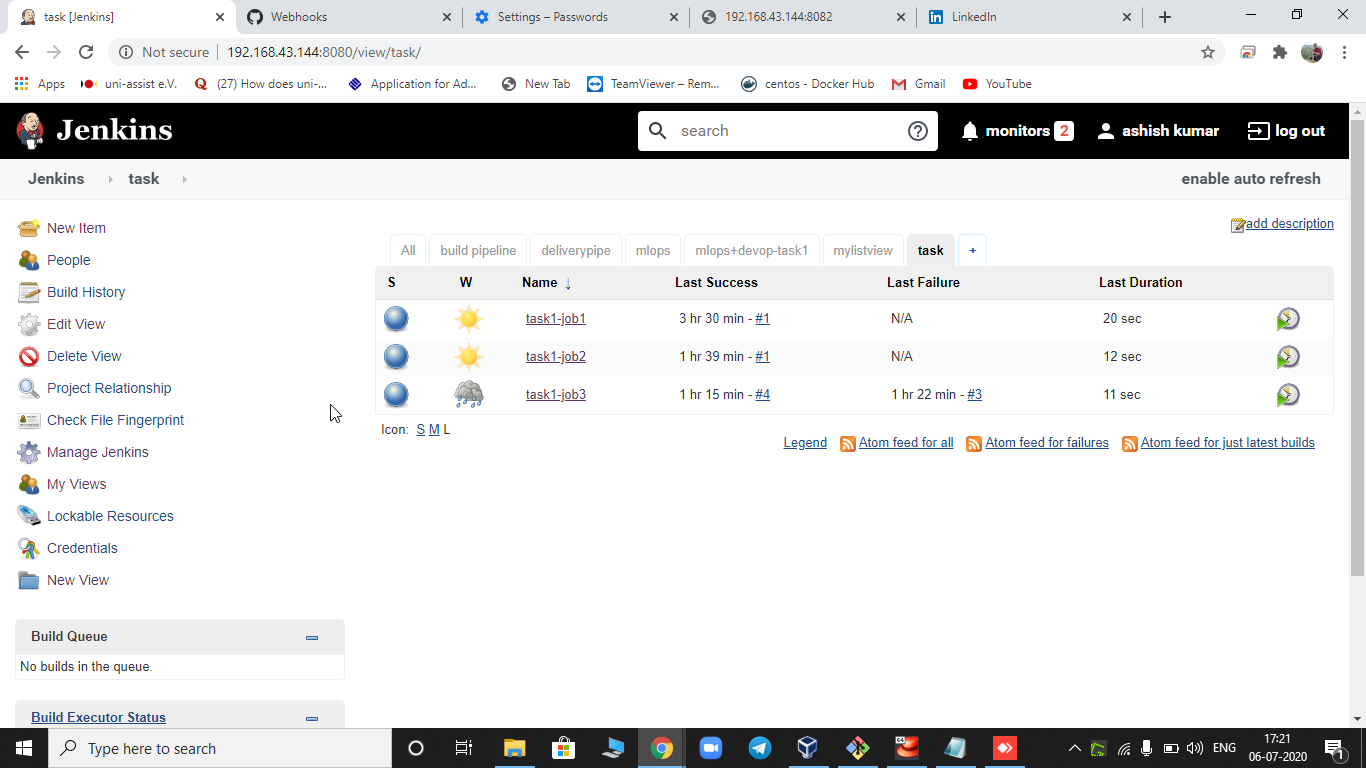 task [Jenkins]
Webhooks
Settings – Passwords
192.168.43.144:8082
LinkedIn
Not secure 192.168.43.144:8080/view/task/
Apps uni-assist e.V. (27) How does uni-... Application for Ad... New Tab TeamViewer – Rem... centos - Docker Hub Gmail YouTube
Jenkins search monitors 2 ashish kumar log out
Jenkins task enable auto refresh
add description
New Item
People
Build History
Edit View
Delete View
Project Relationship
Check File Fingerprint
Manage Jenkins
My Views
Lockable Resources
Credentials
New View
All build pipeline deliverypipe mlops mlops+devop-task1 mylistview task +
S W Name ↓ Last Success Last Failure Last Duration
task1-job1 3 hr 30 min - #1 N/A 20 sec
task1-job2 1 hr 39 min - #1 N/A 12 sec
task1-job3 1 hr 15 min - #4 1 hr 22 min - #3 11 sec
Icon: S M L
Legend Atom feed for all Atom feed for failures Atom feed for just latest builds
Build Queue
No builds in the queue.
Build Executor Status
Type here to search
64
ENG
17:21
06-07-2020
1